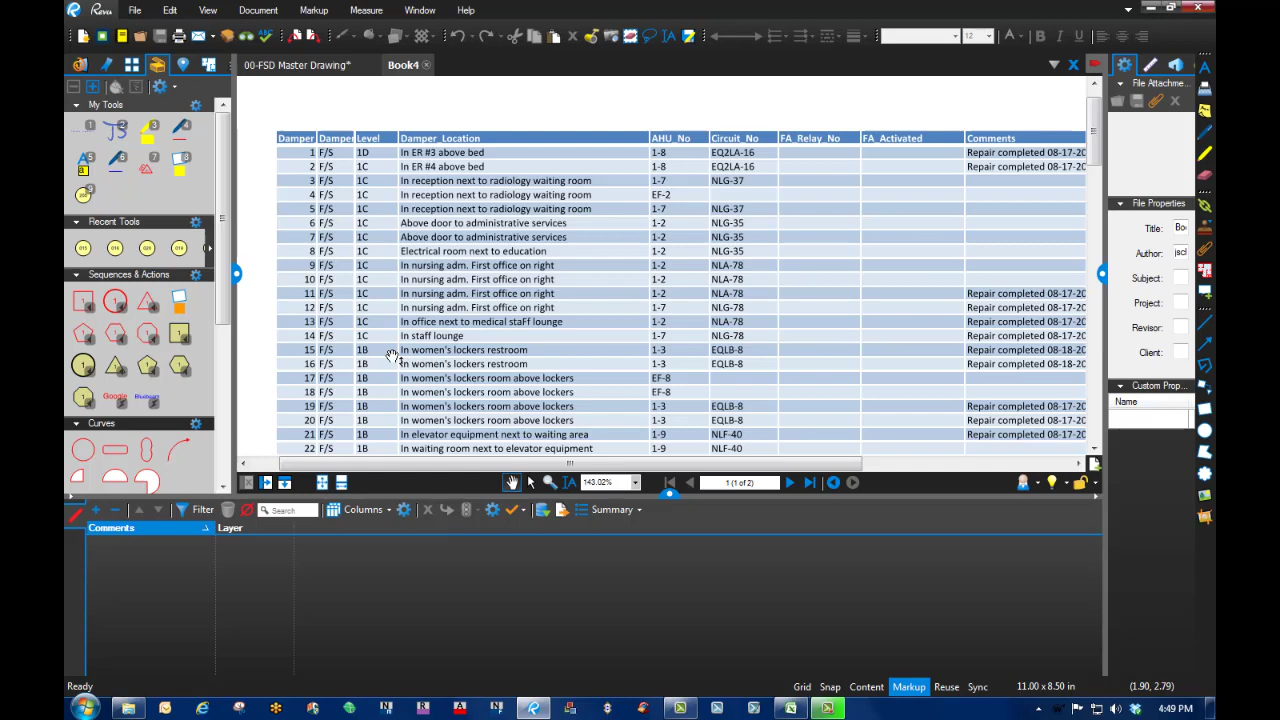 Revu File Edit View Document Markup Measure Window Help
12
00-FSD Master Drawing* Book4
My Tools
1 2 3 4
5 6 7 8
9
Recent Tools
015 016 020 019
Sequences & Actions
Google Bluebeam
Curves
Damper Damper Level Damper_Location AHU_No Circuit_No FA_Relay_No FA_Activated Comments
1 F/S 1D In ER #3 above bed 1-8 EQ2LA-16 Repair completed 08-17-20
2 F/S 1C In ER #4 above bed 1-8 EQ2LA-16 Repair completed 08-17-20
3 F/S 1C In reception next to radiology waiting room 1-7 NLG-37
4 F/S 1C In reception next to radiology waiting room EF-2
5 F/S 1C In reception next to radiology waiting room 1-7 NLG-37
6 F/S 1C Above door to administrative services 1-2 NLG-35
7 F/S 1C Above door to administrative services 1-2 NLG-35
8 F/S 1C Electrical room next to education 1-2 NLG-35
9 F/S 1C In nursing adm. First office on right 1-2 NLA-78
10 F/S 1C In nursing adm. First office on right 1-2 NLA-78
11 F/S 1C In nursing adm. First office on right 1-2 NLA-78 Repair completed 08-17-20
12 F/S 1C In nursing adm. First office on right 1-2 NLG-78 Repair completed 08-17-20
13 F/S 1C In office next to medical staFf lounge 1-2 NLA-78 Repair completed 08-17-20
14 F/S 1C In staff lounge 1-7 NLG-78 Repair completed 08-17-20
15 F/S 1B In women's lockers restroom 1-3 EQLB-8 Repair completed 08-18-20
16 F/S 1B In women's lockers restroom 1-3 EQLB-8 Repair completed 08-18-20
17 F/S 1B In women's lockers room above lockers EF-8
18 F/S 1B In women's lockers room above lockers EF-8
19 F/S 1B In women's lockers room above lockers 1-3 EQLB-8 Repair completed 08-17-20
20 F/S 1B In women's lockers room above lockers 1-3 EQLB-8 Repair completed 08-17-20
21 F/S 1B In elevator equipment next to waiting area 1-9 NLF-40 Repair completed 08-17-20
22 F/S 1B In waiting room next to elevator equipment 1-9 NLF-40
143.02% 1 (1 of 2)
File Attachme...
File Properties
Title: Bo
Author: jscl
Subject:
Project:
Revisor:
Client:
Custom Prop...
Name
Filter Search Columns Summary
Comments Layer
Ready Grid Snap Content Markup Reuse Sync 11.00 x 8.50 in (1.90, 2.79)
4:49 PM